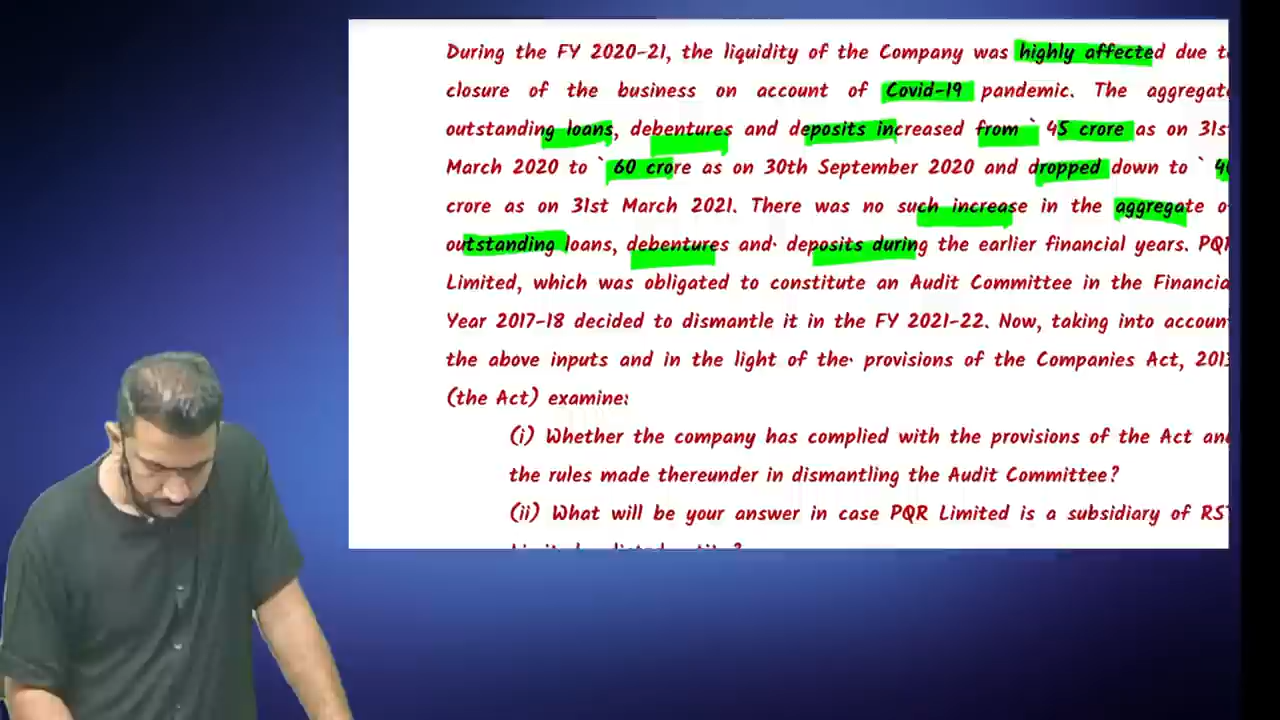 During the FY 2020-21, the liquidity of the Company was highly affected due
closure of the business on account of Covid-19 pandemic. The
outstanding loans, debentures and deposits increased from ` 45 crore as on
March 2020 to ` 60 crore as on 30th September 2020 and dropped down to `
crore as on 31st March 2021. There was no such increase in the aggregate
outstanding loans, debentures and· deposits during the earlier financial years.
Limited, which was obligated to constitute an Audit Committee in the
Year 2017-18 decided to dismantle it in the FY 2021-22. Now, taking into
the above inputs and in the light of the· provisions of the Companies Act,
(the Act) examine:
(i) Whether the company has complied with the provisions of the Act
the rules made thereunder in dismantling the Audit Committee?
(ii) What will be your answer in case PQR Limited is a subsidiary of